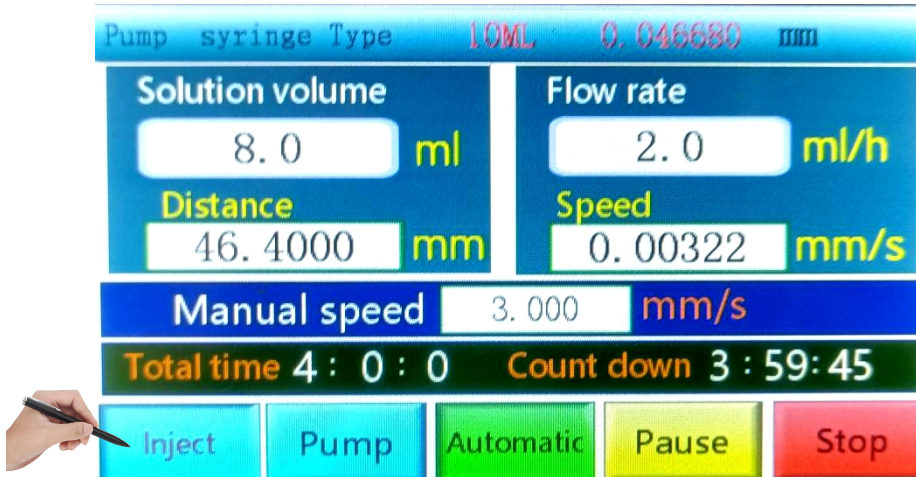 Pump syringe Type 10ML 0.046680 mm
Solution volume Flow rate
8.0 ml 2.0 ml/h
Distance Speed
46.4000 mm 0.00322 mm/s
Manual speed 3.000 mm/s
Total time 4: 0: 0 Count down 3:59:45
Inject Pump Automatic Pause Stop